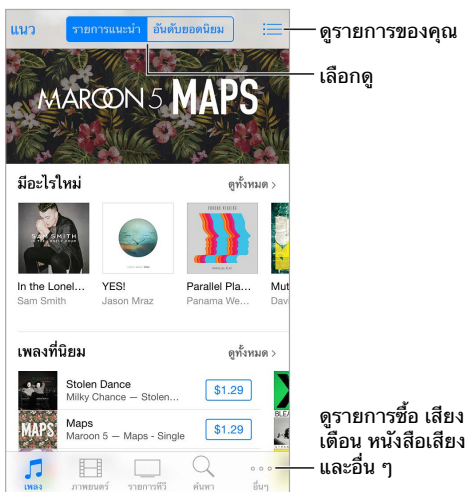 แนว รายการแนะนำ อันดับยอดนิยม
ดูรายการของคุณ
เลือกดู
MAROON 5 MAPS
มีอะไรใหม่ ดูทั้งหมด >
SAM SMITH
IN THE LONELY HOUR
In the Lonel... YES! Parallel Pla... Mut
Sam Smith Jason Mraz Panama We... Davi
เพลงที่นิยม ดูทั้งหมด >
Stolen Dance
Milky Chance — Stolen...
$1.29
MAPS
Maps
Maroon 5 — Maps - Single
$1.29
BLEA
ดูรายการซื้อ เสียง
เตือน หนังสือเสียง
และอื่น ๆ
เพลง ภาพยนตร์ รายการทีวี ค้นหา อื่นๆ